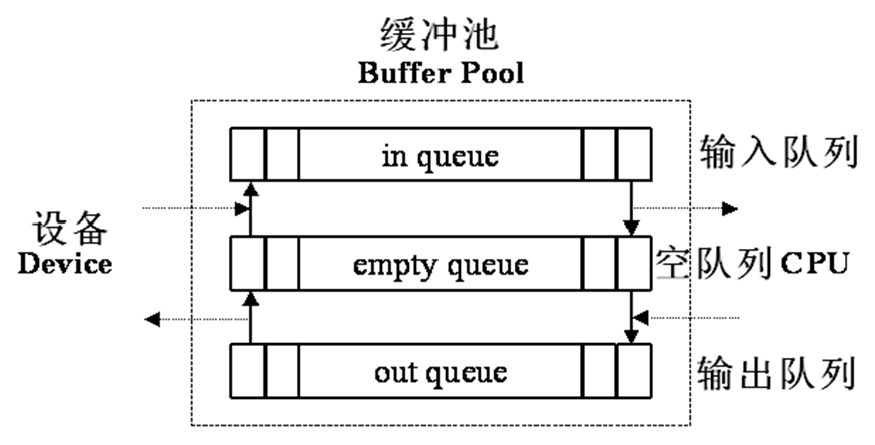 缓冲池
Buffer Pool
in queue
输入队列
设备
Device
empty queue
空队列 CPU
out queue
输出队列